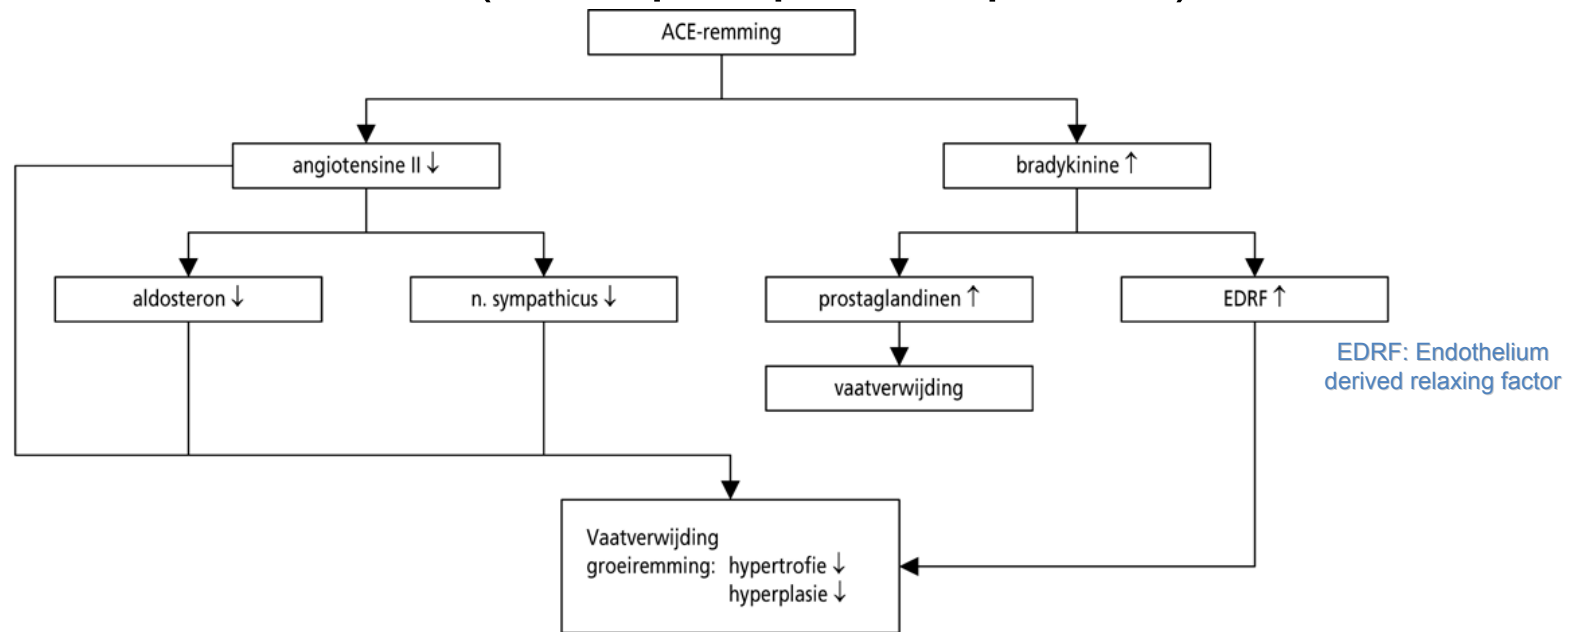 ACE-remming
angiotensine II ↓
bradykinine ↑
aldosteron ↓
n. sympathicus ↓
prostaglandinen ↑
EDRF ↑
EDRF: Endothelium
derived relaxing factor
vaatverwijding
Vaatverwijding
groeiremming: hypertrofie ↓
hyperplasie ↓